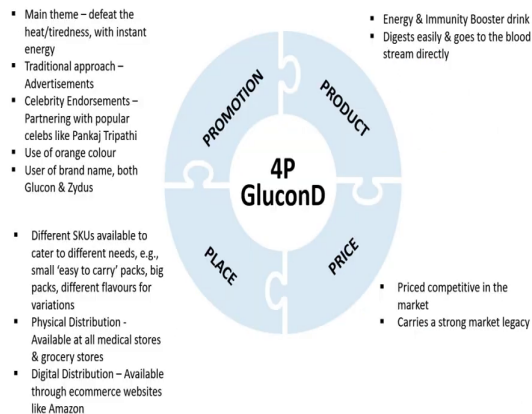 ▪ Main theme – defeat the
heat/tiredness, with instant
energy
▪ Traditional approach –
Advertisements
▪ Celebrity Endorsements –
Partnering with popular
celebs like Pankaj Tripathi
▪ Use of orange colour
▪ User of brand name, both
Glucon & Zydus
▪ Energy & Immunity Booster drink
▪ Digests easily & goes to the blood
stream directly
PROMOTION
PRODUCT
4P
GluconD
PLACE
PRICE
▪ Different SKUs available to
cater to different needs, e.g.,
small ‘easy to carry’ packs, big
packs, different flavours for
variations
▪ Physical Distribution -
Available at all medical stores
& grocery stores
▪ Digital Distribution – Available
through ecommerce websites
like Amazon
▪ Priced competitive in the
market
▪ Carries a strong market legacy